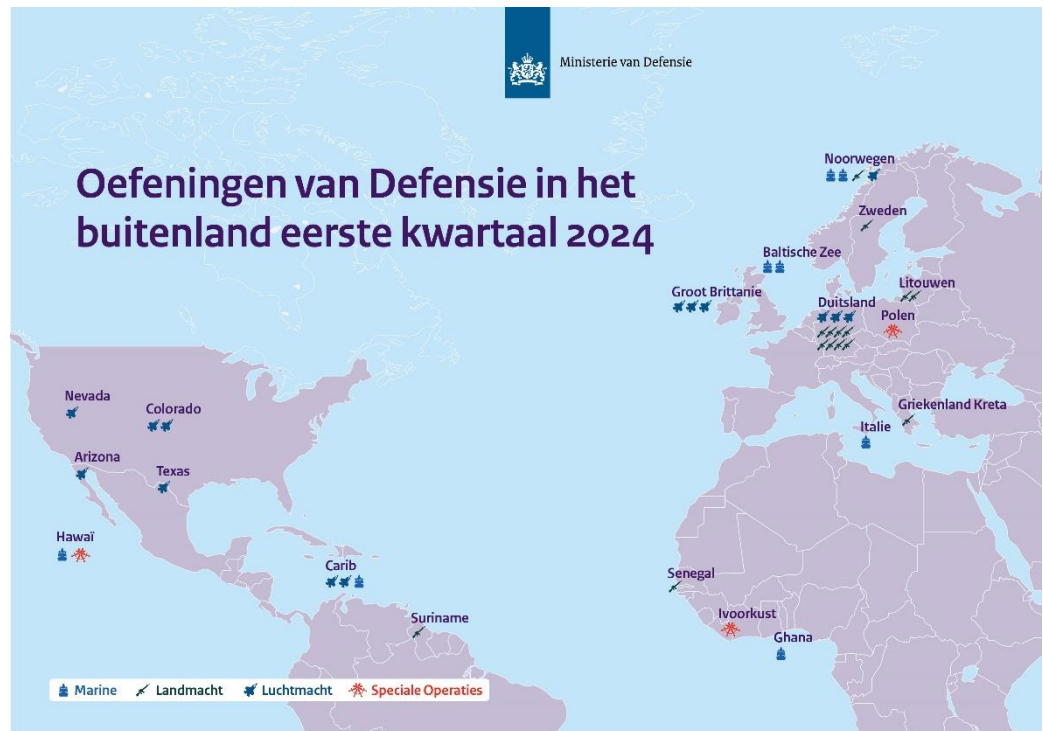 Ministerie van Defensie
Oefeningen van Defensie in het
buitenland eerste kwartaal 2024
Noorwegen
Zweden
Baltische Zee
Litouwen
Groot Brittanie
Duitsland
Polen
Nevada
Colorado
Griekenland Kreta
Italie
Arizona
Texas
Hawaï
Carib
Senegal
Suriname
Ivoorkust
Ghana
Marine Landmacht Luchtmacht Speciale Operaties